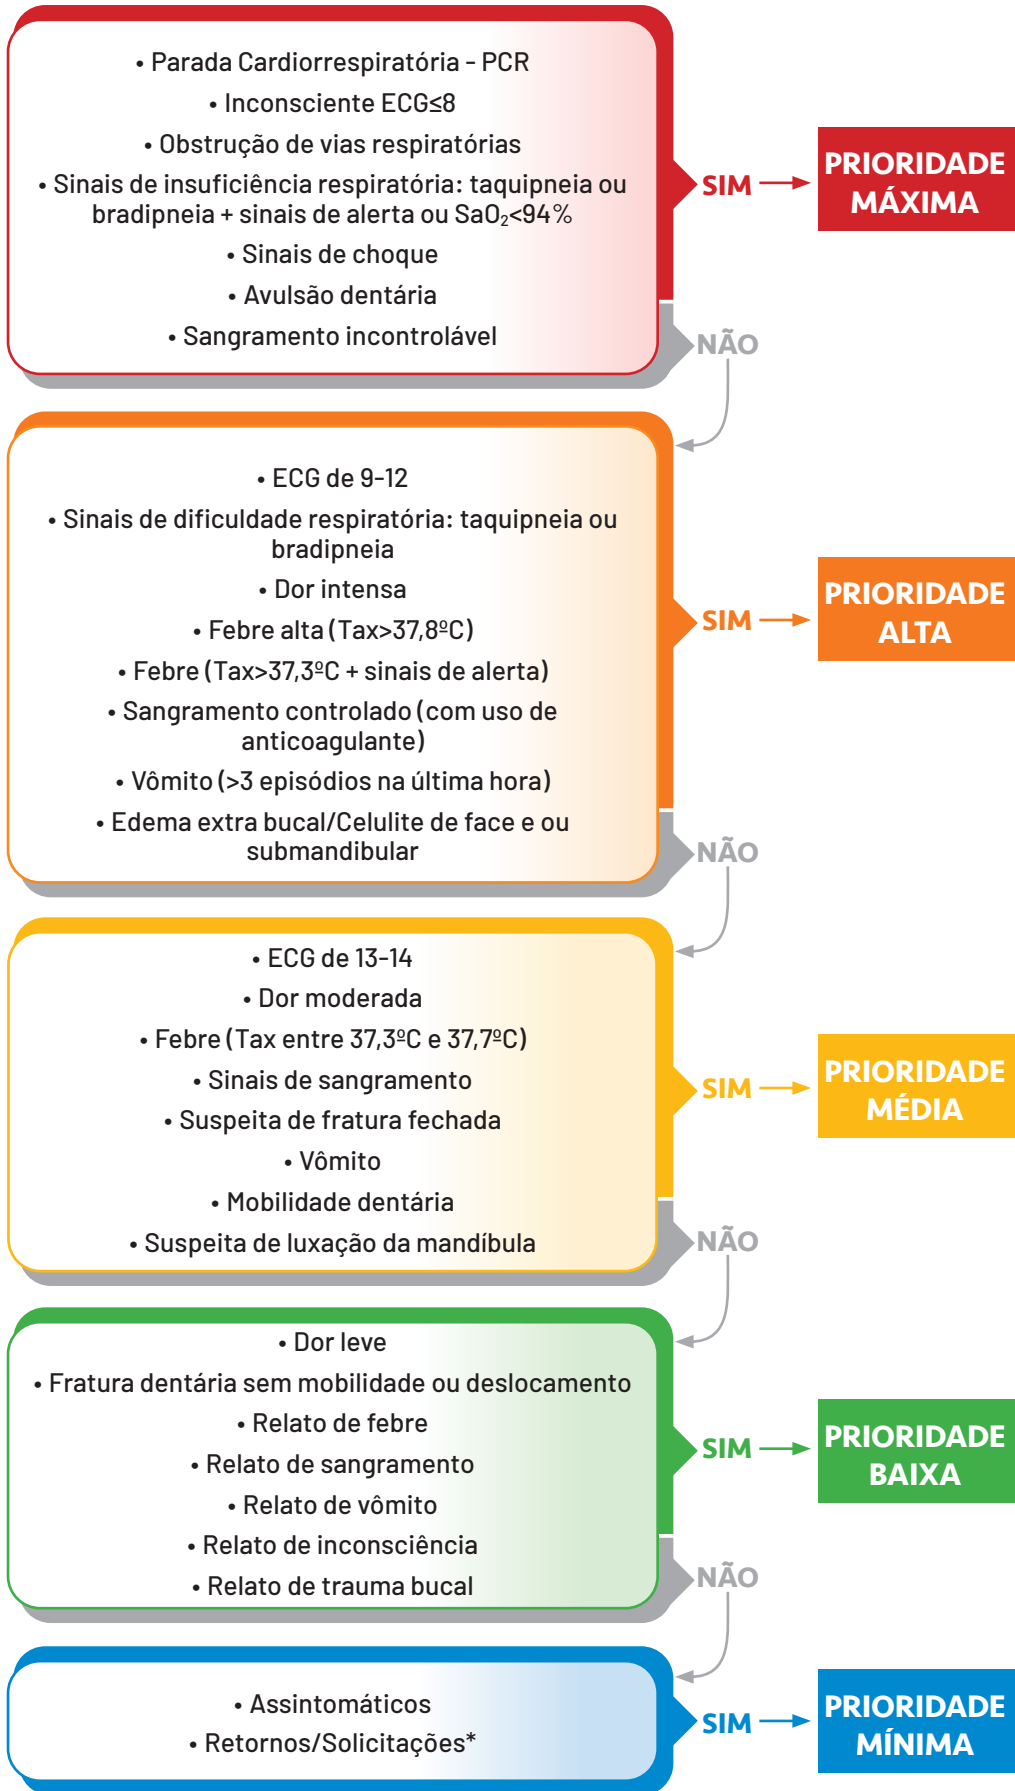 • Parada Cardiorrespiratória - PCR
• Inconsciente ECG≤8
• Obstrução de vias respiratórias
• Sinais de insuficiência respiratória: taquipneia ou
bradipneia + sinais de alerta ou SaO₂<94%
• Sinais de choque
• Avulsão dentária
• Sangramento incontrolável
SIM
PRIORIDADE
MÁXIMA
NÃO
• ECG de 9-12
• Sinais de dificuldade respiratória: taquipneia ou
bradipneia
• Dor intensa
• Febre alta (Tax>37,8ºC)
• Febre (Tax>37,3ºC + sinais de alerta)
• Sangramento controlado (com uso de
anticoagulante)
• Vômito (>3 episódios na última hora)
• Edema extra bucal/Celulite de face e ou
submandibular
SIM
PRIORIDADE
ALTA
NÃO
• ECG de 13-14
• Dor moderada
• Febre (Tax entre 37,3ºC e 37,7ºC)
• Sinais de sangramento
• Suspeita de fratura fechada
• Vômito
• Mobilidade dentária
• Suspeita de luxação da mandíbula
SIM
PRIORIDADE
MÉDIA
NÃO
• Dor leve
• Fratura dentária sem mobilidade ou deslocamento
• Relato de febre
• Relato de sangramento
• Relato de vômito
• Relato de inconsciência
• Relato de trauma bucal
SIM
PRIORIDADE
BAIXA
NÃO
• Assintomáticos
• Retornos/Solicitações*
SIM
PRIORIDADE
MÍNIMA